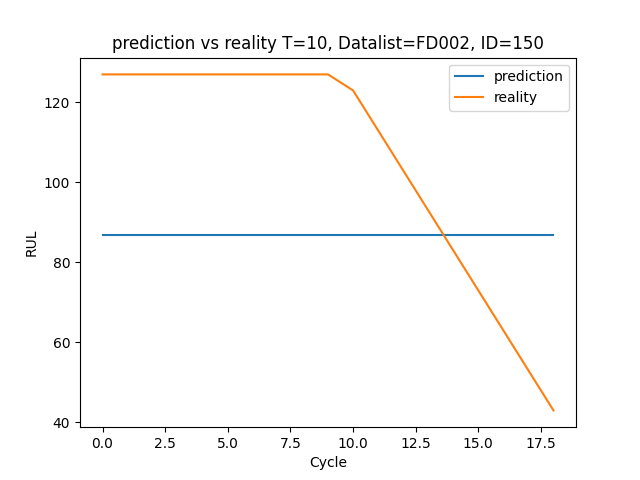 prediction vs reality T=10, Datalist=FD002, ID=150
prediction
reality
RUL
120
100
80
60
40
0.0 2.5 5.0 7.5 10.0 12.5 15.0 17.5
Cycle